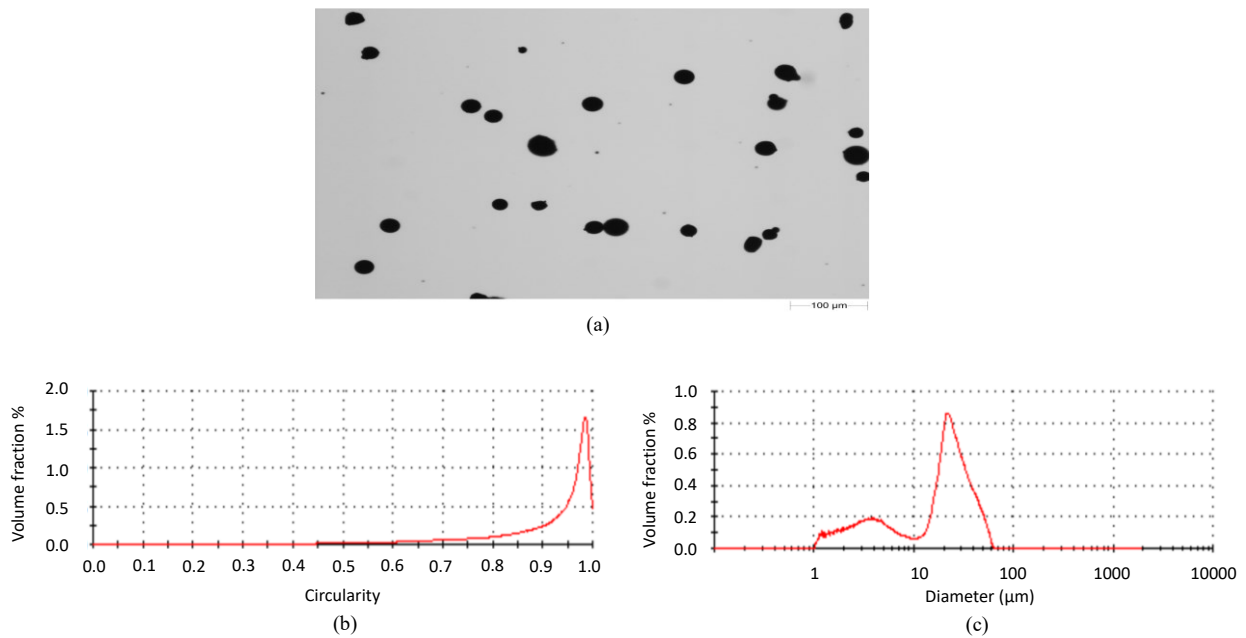 100 µm
(a)
2.0
1.5
1.0
0.5
0.0
Volume fraction %
0.0 0.1 0.2 0.3 0.4 0.5 0.6 0.7 0.8 0.9 1.0
Circularity
(b)
1.0
0.8
0.6
0.4
0.2
0.0
Volume fraction %
1 10 100 1000 10000
Diameter (µm)
(c)